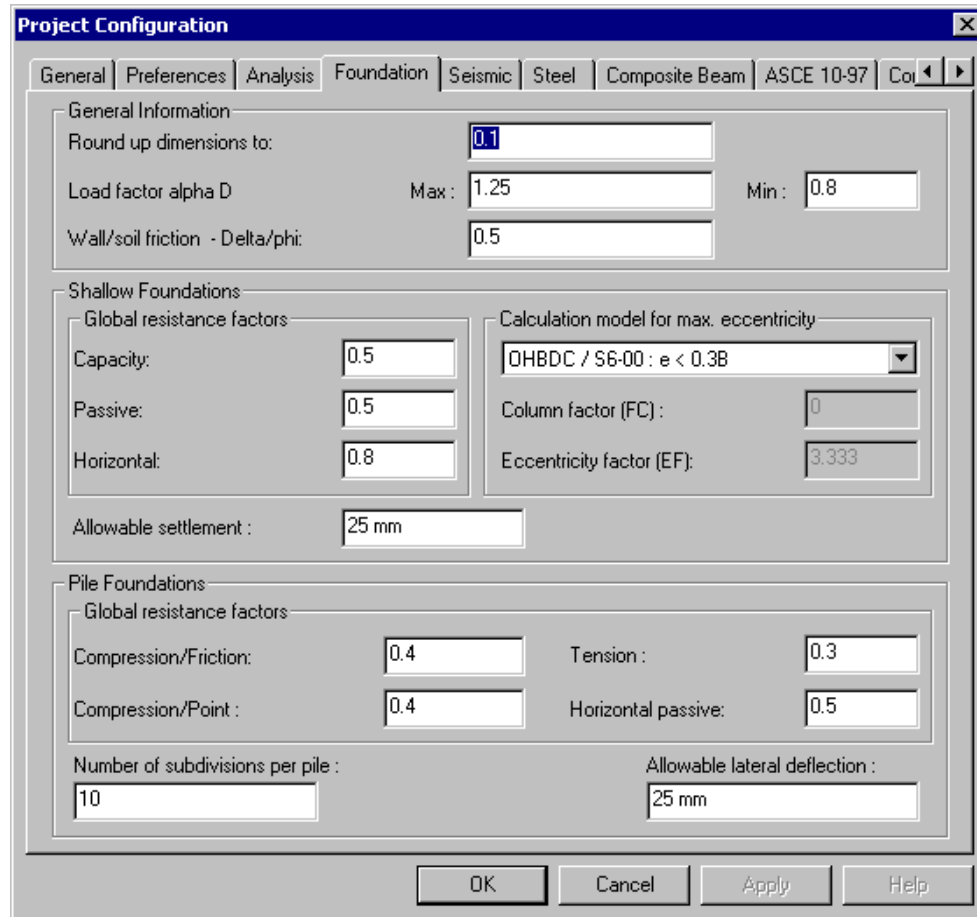 Project Configuration
General Preferences Analysis Foundation Seismic Steel Composite Beam ASCE 10-97
General Information
Round up dimensions to: 0.1
Load factor alpha D Max : 1.25 Min : 0.8
Wall/soil friction - Delta/phi: 0.5
Shallow Foundations
Global resistance factors
Capacity: 0.5
Passive: 0.5
Horizontal: 0.8
Calculation model for max. eccentricity
OHBDC / S6-00 : e < 0.3B
Column factor (FC) : 0
Eccentricity factor (EF): 3.333
Allowable settlement : 25 mm
Pile Foundations
Global resistance factors
Compression/Friction: 0.4 Tension : 0.3
Compression/Point : 0.4 Horizontal passive: 0.5
Number of subdivisions per pile : Allowable lateral deflection :
10 25 mm
OK Cancel Apply Help